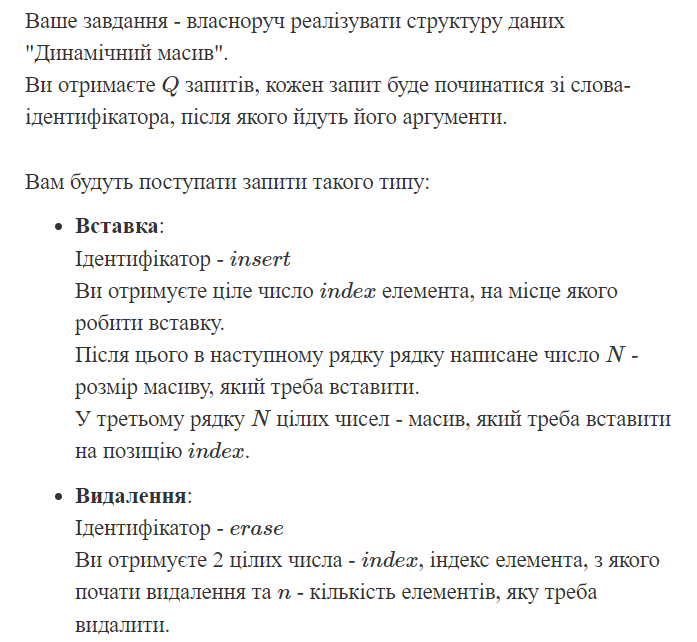 Ваше завдання - власноруч реалізувати структуру даних
"Динамічний масив".
Ви отримаєте Q запитів, кожен запит буде починатися зі слова-
ідентифікатора, після якого йдуть його аргументи.
Вам будуть поступати запити такого типу:
• Вставка:
Ідентифікатор - insert
Ви отримуєте ціле число index елемента, на місце якого
робити вставку.
Після цього в наступному рядку рядку написане число N -
розмір масиву, який треба вставити.
У третьому рядку N цілих чисел - масив, який треба вставити
на позицію index.
• Видалення:
Ідентифікатор - erase
Ви отримуєте 2 цілих числа - index, індекс елемента, з якого
почати видалення та n - кількість елементів, яку треба
видалити.